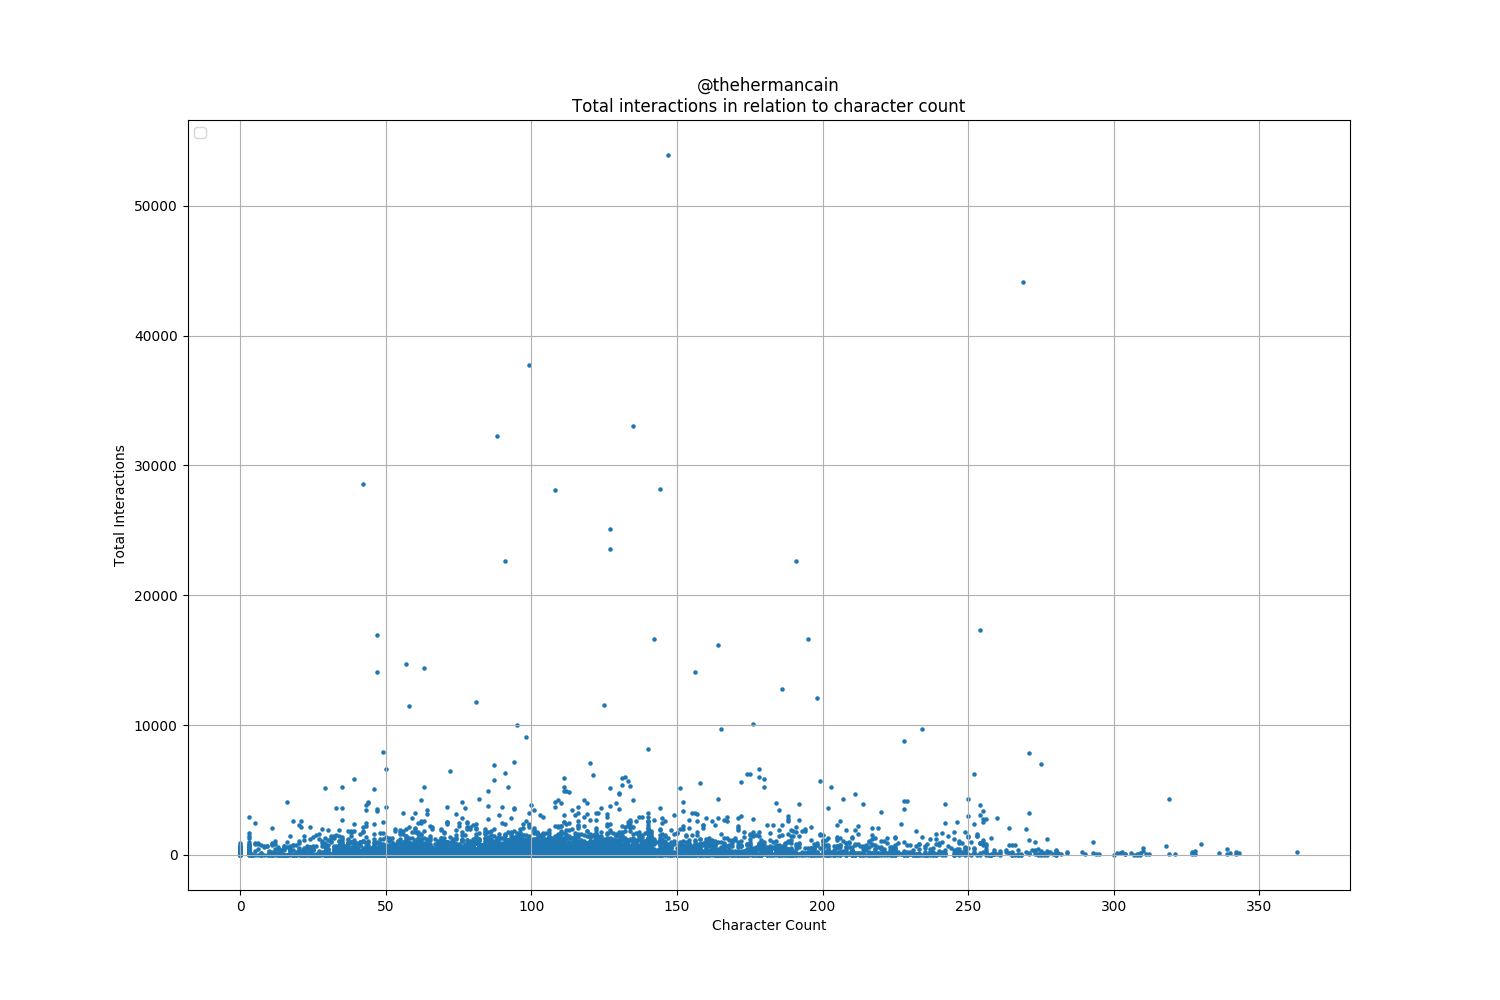 @thehermancain
Total interactions in relation to character count
50000
40000
30000
20000
10000
0
Total Interactions
0 50 100 150 200 250 300 350
Character Count